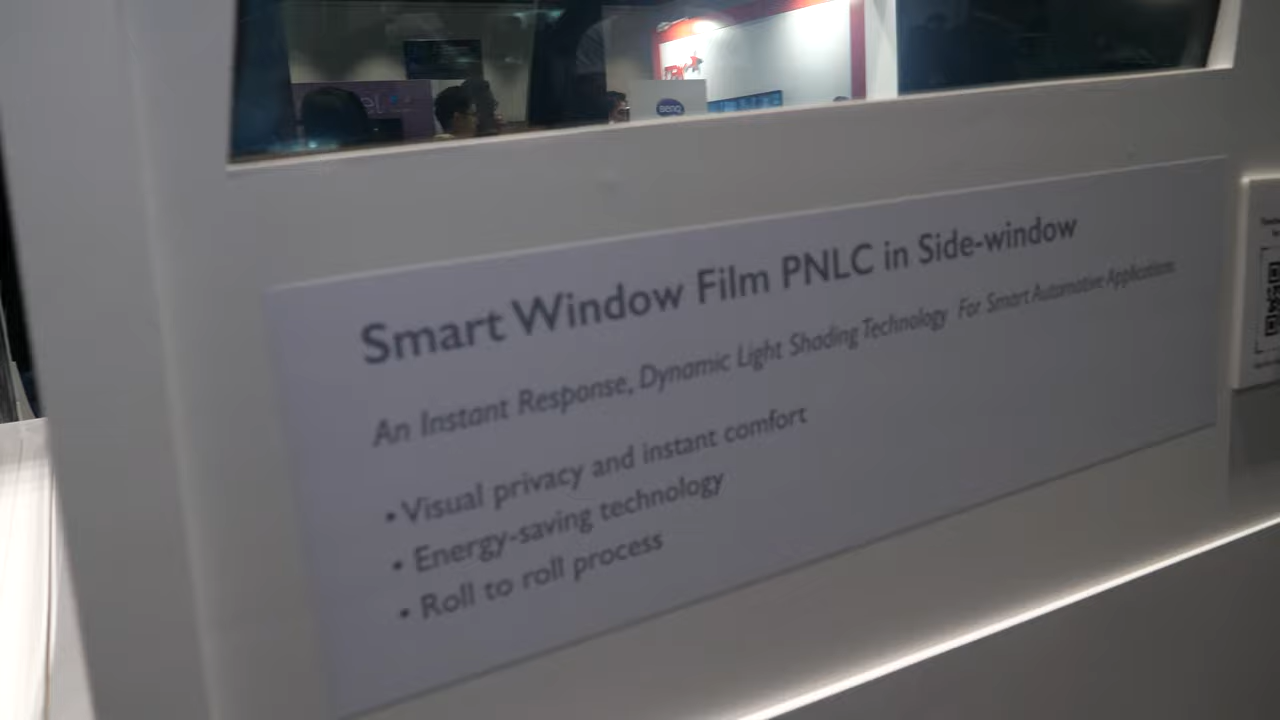 BenQ
Smart Window Film PNLC in Side-window
An Instant Response, Dynamic Light Shading Technology For Smart Automotive Applications
• Visual privacy and instant comfort
• Energy-saving technology
• Roll to roll process